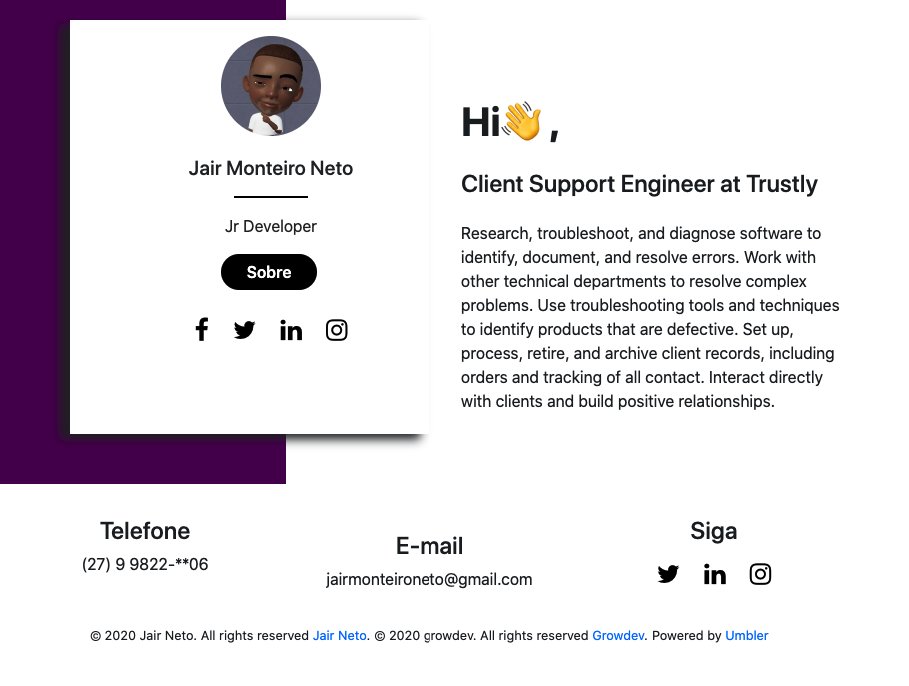 Jair Monteiro Neto
Jr Developer
Sobre
Hi👋 ,
Client Support Engineer at Trustly
Research, troubleshoot, and diagnose software to
identify, document, and resolve errors. Work with
other technical departments to resolve complex
problems. Use troubleshooting tools and techniques
to identify products that are defective. Set up,
process, retire, and archive client records, including
orders and tracking of all contact. Interact directly
with clients and build positive relationships.
Telefone
(27) 9 9822-**06
E-mail
jairmonteironeto@gmail.com
Siga
© 2020 Jair Neto. All rights reserved Jair Neto. © 2020 growdev. All rights reserved Growdev. Powered by Umbler